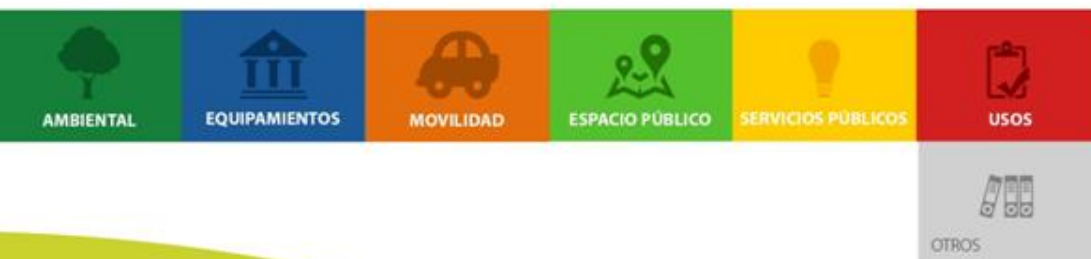 AMBIENTAL
EQUIPAMIENTOS
MOVILIDAD
ESPACIO PÚBLICO
SERVICIOS PÚBLICOS
USOS
OTROS